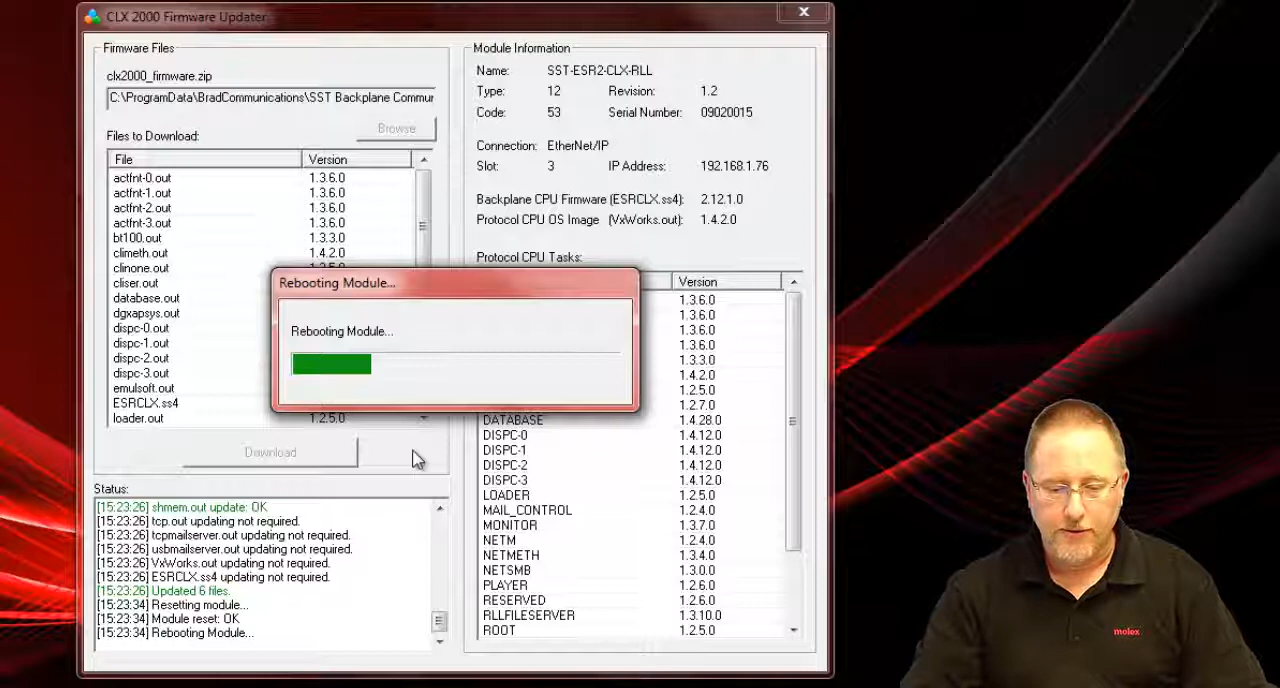 CLX 2000 Firmware Updater
Firmware Files
clx2000_firmware.zip
C:\ProgramData\BradCommunications\SST Backplane Commur
Files to Download:
Browse
File Version
actfnt-0.out 1.3.6.0
actfnt-1.out 1.3.6.0
actfnt-2.out 1.3.6.0
actfnt-3.out 1.3.6.0
bt100.out 1.3.3.0
climeth.out 1.4.2.0
clinone.out
cliser.out
database.out
dgxapsys.out
dispc-0.out
dispc-1.out
dispc-2.out
dispc-3.out
emulsoft.out
ESRCLX.ss4
loader.out 1.2.5.0
Download
Status:
[15:23:26] shmem.out update: OK
[15:23:26] tcp.out updating not required.
[15:23:26] tcpmailserver.out updating not required.
[15:23:26] usbmailserver.out updating not required.
[15:23:26] VxWorks.out updating not required.
[15:23:26] ESRCLX.ss4 updating not required.
[15:23:26] Updated 6 files.
[15:23:34] Resetting module...
[15:23:34] Module reset: OK
[15:23:34] Rebooting Module...
Rebooting Module...
Rebooting Module...
Module Information
Name: SST-ESR2-CLX-RLL
Type: 12 Revision: 1.2
Code: 53 Serial Number: 09020015
Connection: EtherNet/IP
Slot: 3 IP Address: 192.168.1.76
Backplane CPU Firmware (ESRCLX.ss4): 2.12.1.0
Protocol CPU OS Image (VxWorks.out): 1.4.2.0
Protocol CPU Tasks:
Version
1.3.6.0
1.3.6.0
1.3.6.0
1.3.6.0
1.3.3.0
1.4.2.0
1.2.5.0
1.2.7.0
DATABASE 1.4.28.0
DISPC-0 1.4.12.0
DISPC-1 1.4.12.0
DISPC-2 1.4.12.0
DISPC-3 1.4.12.0
LOADER 1.2.5.0
MAIL_CONTROL 1.2.4.0
MONITOR 1.3.7.0
NETM 1.2.4.0
NETMETH 1.3.4.0
NETSMB 1.3.0.0
PLAYER 1.2.6.0
RESERVED 1.2.6.0
RLLFILESERVER 1.3.10.0
ROOT 1.2.5.0
molex